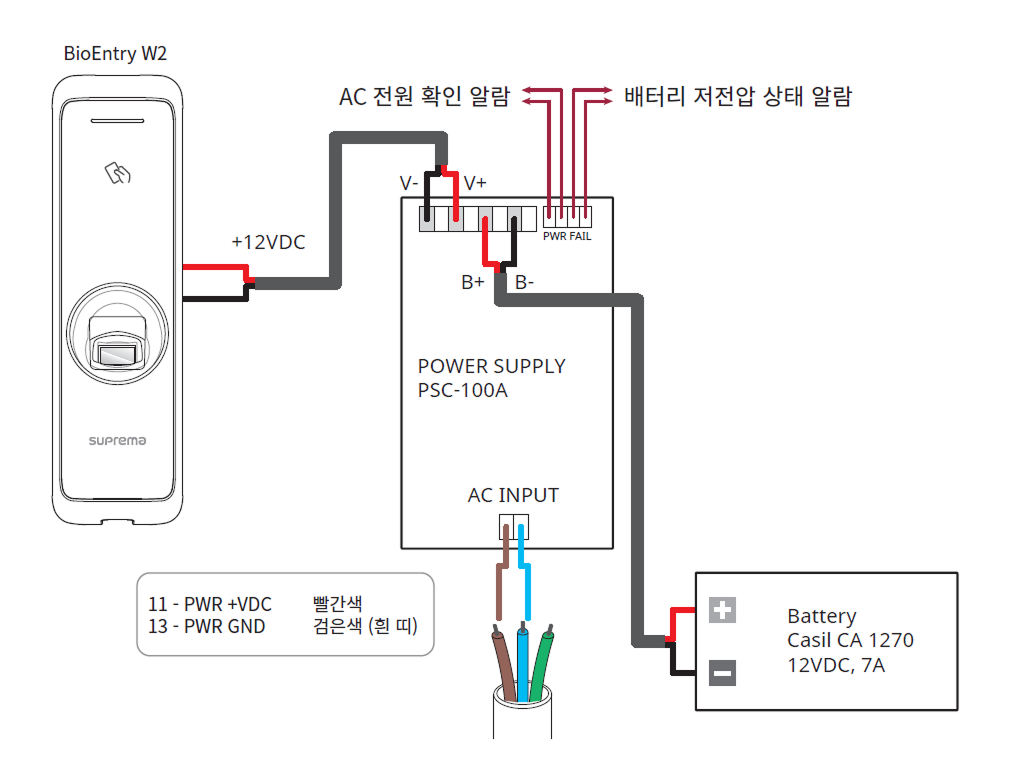 BioEntry W2
AC 전원 확인 알람
배터리 저전압 상태 알람
V-
V+
PWR FAIL
+12VDC
B+
B-
POWER SUPPLY
PSC-100A
suprema
AC INPUT
11 - PWR +VDC 빨간색
13 - PWR GND 검은색 (흰 띠)
+
Battery
Casil CA 1270
12VDC, 7A
-